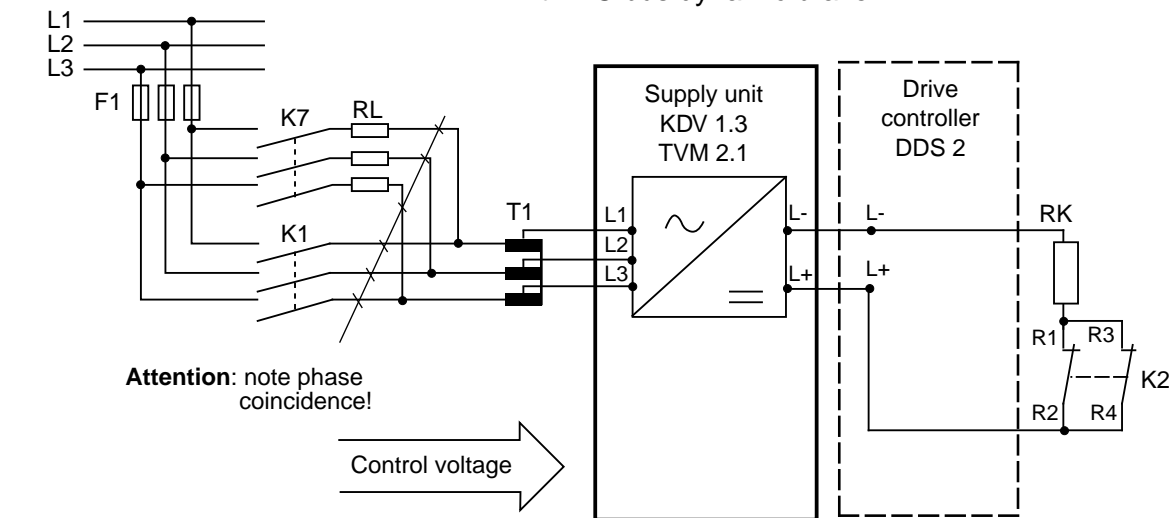 L1
L2
L3
F1
K7
RL
K1
T1
Attention: note phase
coincidence!
Control voltage
Supply unit
KDV 1.3
TVM 2.1
L1
L2
L3
L-
L+
Drive
controller
DDS 2
L-
L+
RK
R1
R3
K2
R2
R4